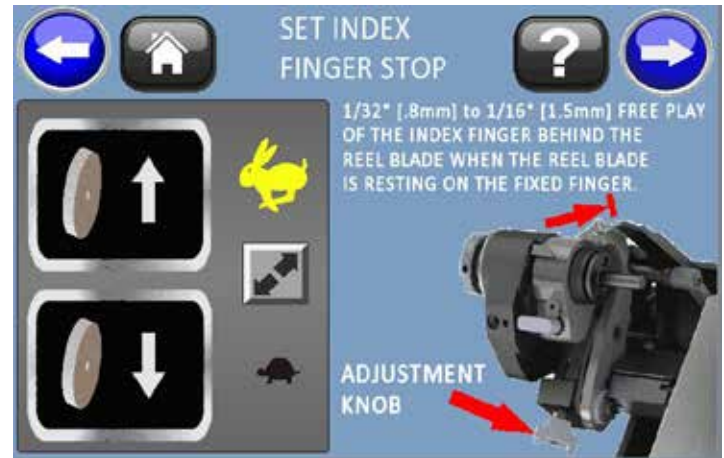 SET INDEX
FINGER STOP
?
1/32" [.8mm] to 1/16" [1.5mm] FREE PLAY
OF THE INDEX FINGER BEHIND THE
REEL BLADE WHEN THE REEL BLADE
IS RESTING ON THE FIXED FINGER.
ADJUSTMENT
KNOB